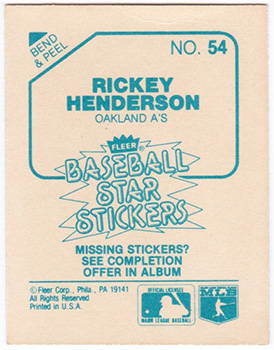 BEND
& PEEL
NO. 54
RICKEY
HENDERSON
OAKLAND A'S
FLEER®
BASEBALL
STAR
STICKERS
MISSING STICKERS?
SEE COMPLETION
OFFER IN ALBUM
© Fleer Corp., Phila., PA 19141
All Rights Reserved
Printed in U.S.A.
OFFICIAL LICENSEE
MAJOR LEAGUE BASEBALL